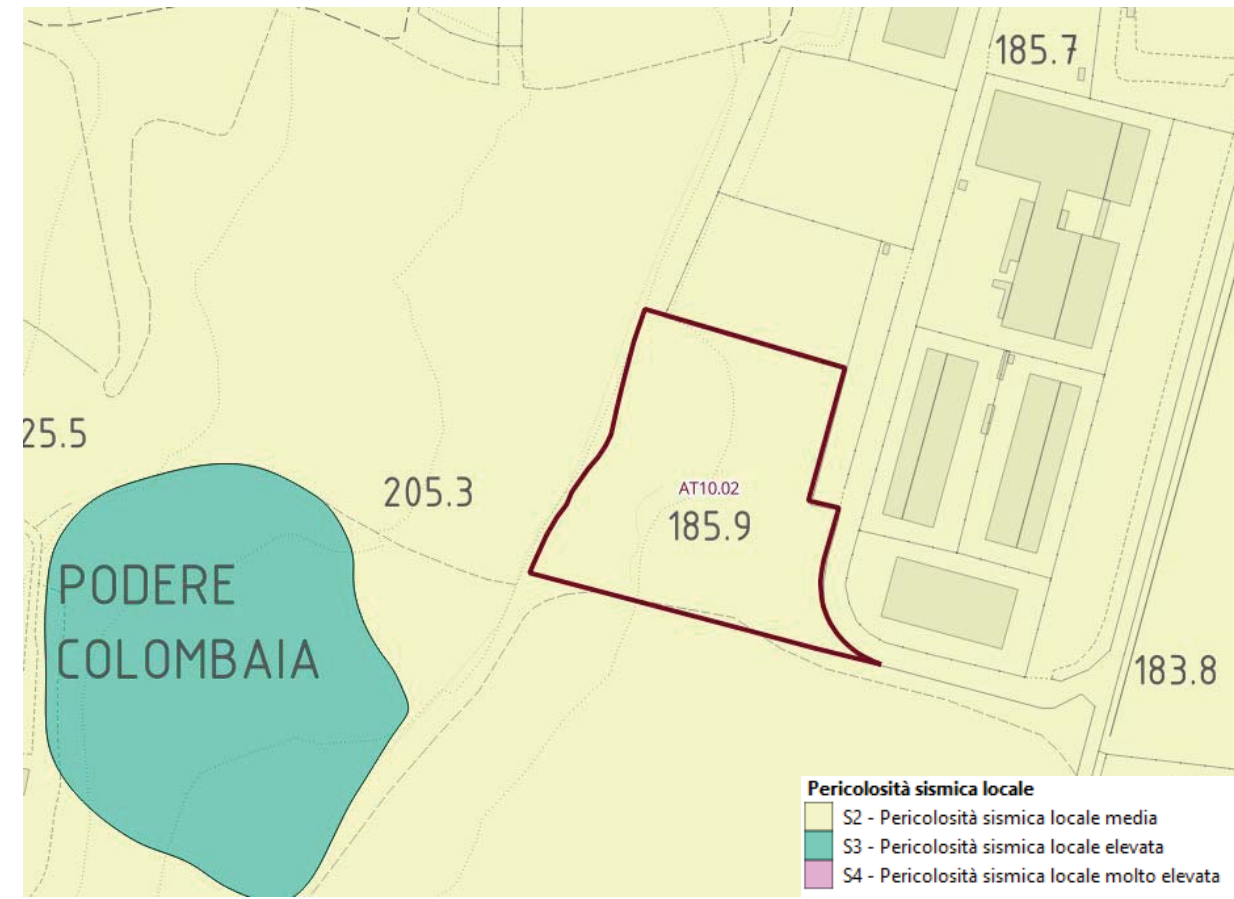 185.7
25.5
205.3
AT10.02
185.9
PODERE
COLOMBAIA
183.8
Pericolosità sismica locale
S2 - Pericolosità sismica locale media
S3 - Pericolosità sismica locale elevata
S4 - Pericolosità sismica locale molto elevata